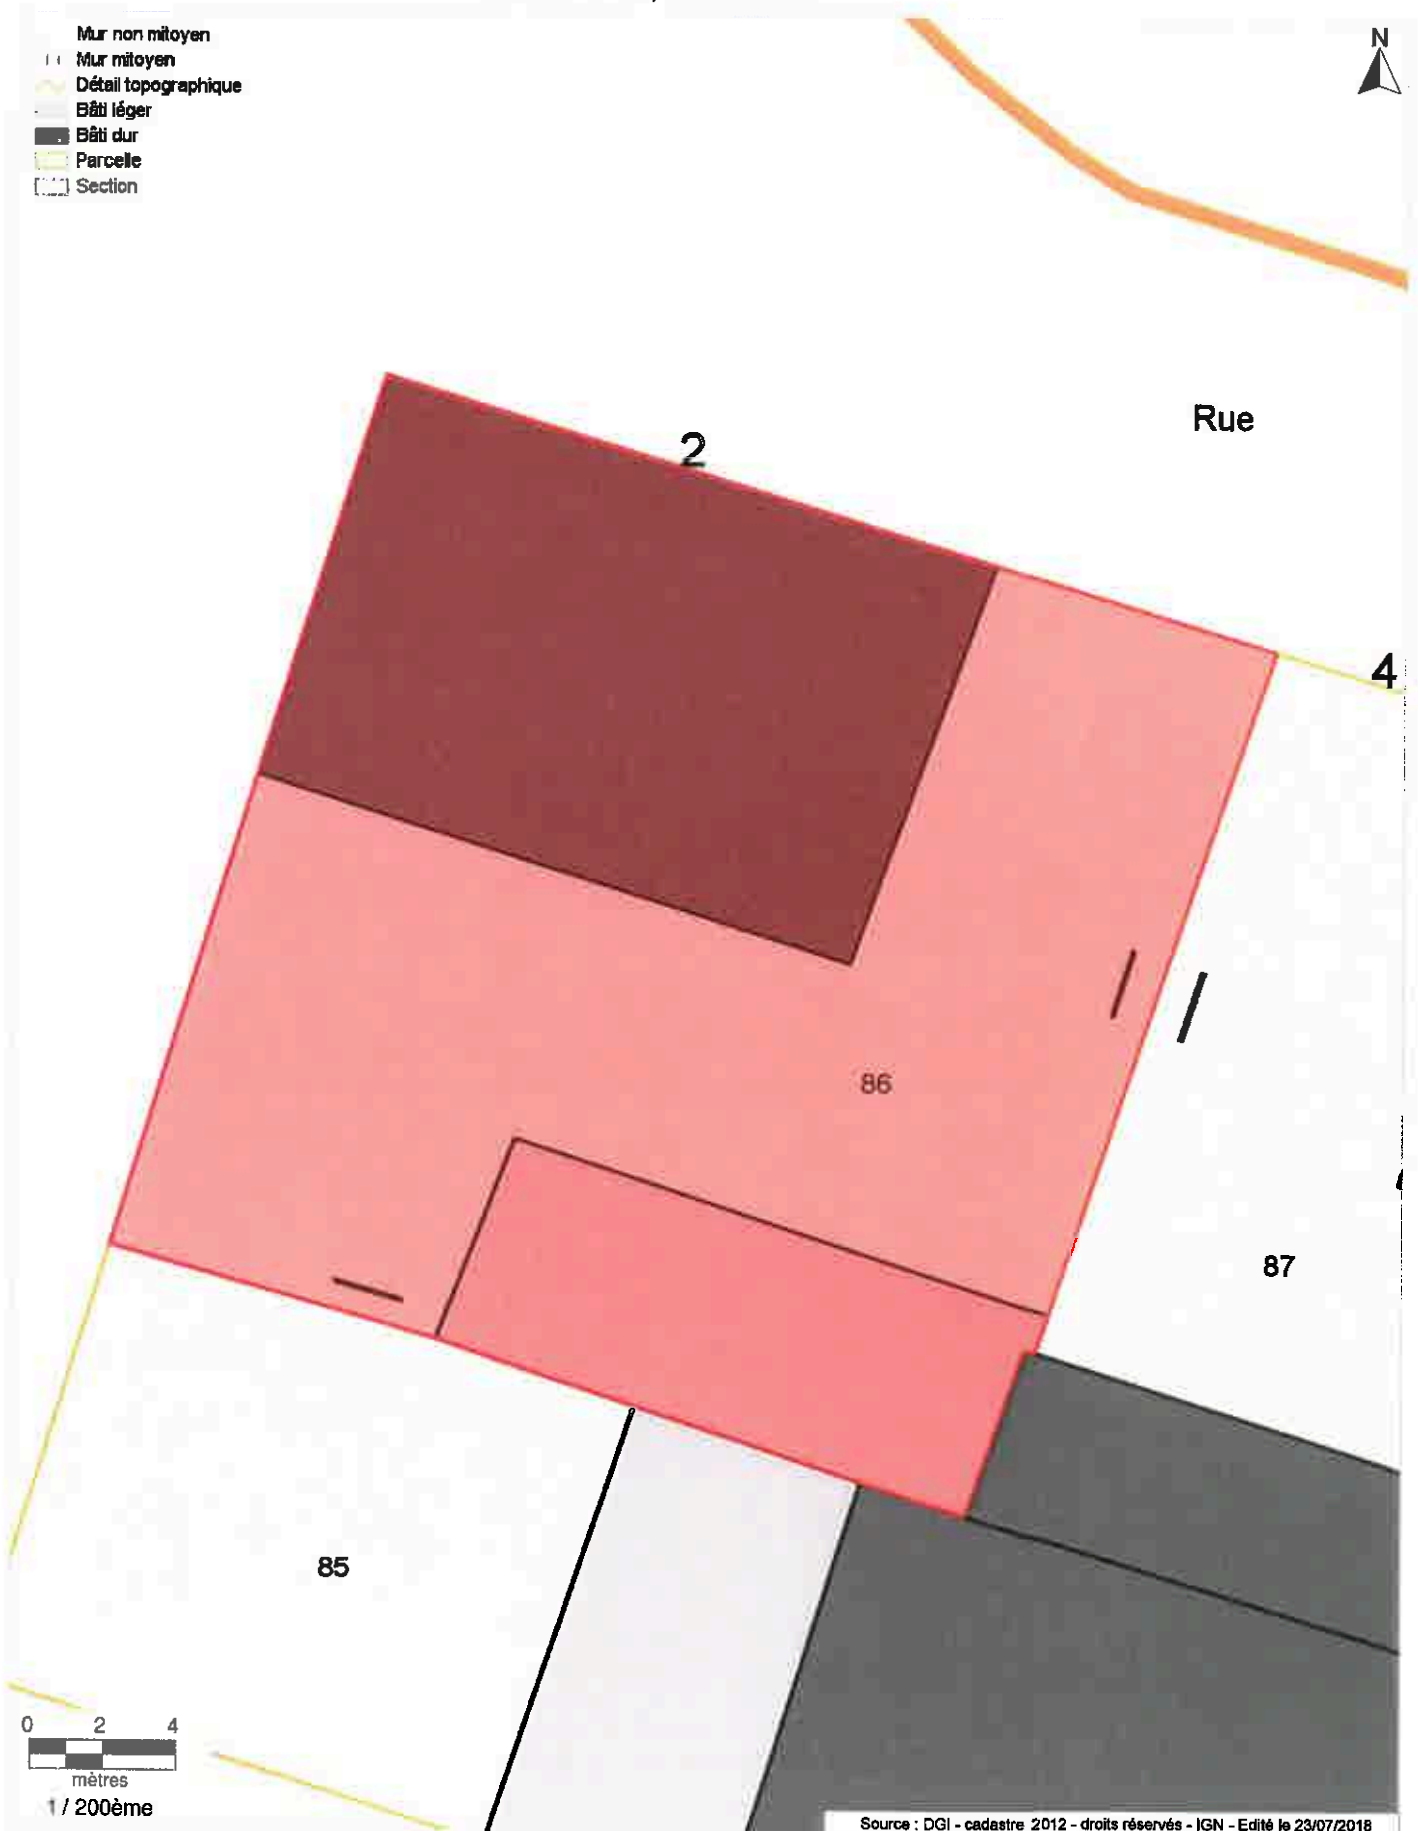 Mur non mitoyen
Mur mitoyen
Détail topographique
Bâti léger
Bâti dur
Parcelle
Section
N
Rue
2
4
86
87
85
0 2 4
mètres
1 / 200ème
Source : DGI - cadastre 2012 - droits réservés - IGN - Edité le 23/07/2018